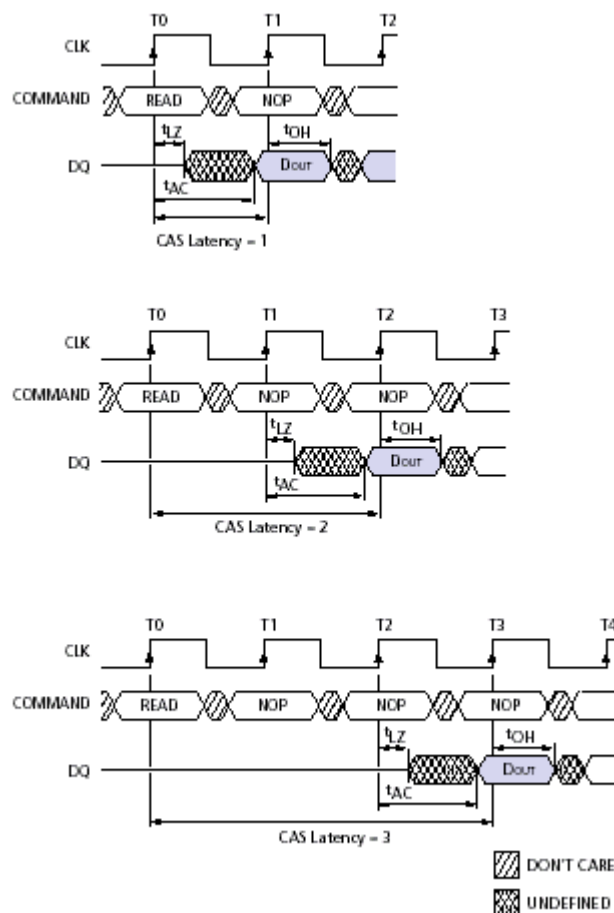 T0 T1 T2
CLK
COMMAND READ NOP
tLZ tOH
DQ DOUT
tAC
CAS Latency = 1
T0 T1 T2 T3
CLK
COMMAND READ NOP NOP
tLZ tOH
DQ DOUT
tAC
CAS Latency = 2
T0 T1 T2 T3 T4
CLK
COMMAND READ NOP NOP NOP
tLZ tOH
DQ DOUT
tAC
CAS Latency = 3
DON'T CARE
UNDEFINED